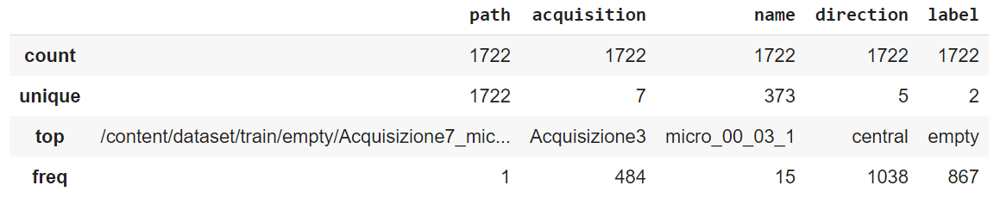 path acquisition name direction label
count 1722 1722 1722 1722 1722
unique 1722 7 373 5 2
top /content/dataset/train/empty/Acquisizione7_mic... Acquisizione3 micro_00_03_1 central empty
freq 1 484 15 1038 867